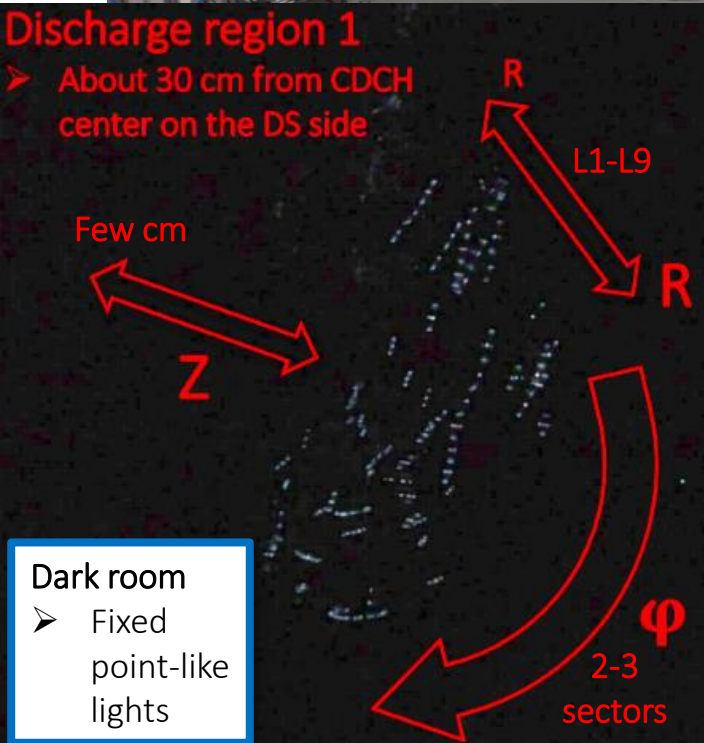 Discharge region 1
➢ About 30 cm from CDCH
center on the DS side
R
L1-L9
Few cm
R
Z
Dark room
➢ Fixed
point-like
lights
φ
2-3
sectors